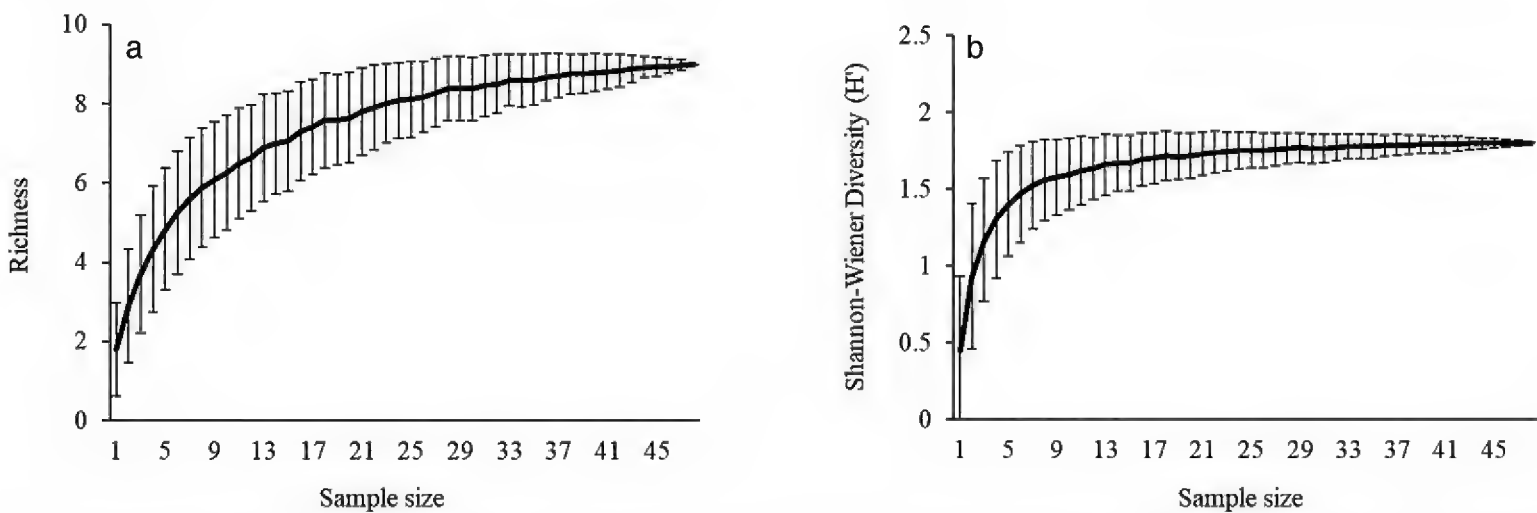 a
10
8
6
4
2
0
Richness
1 5 9 13 17 21 25 29 33 37 41 45
Sample size
b
2.5
2
1.5
1
0.5
0
Shannon-Wiener Diversity (H')
1 5 9 13 17 21 25 29 33 37 41 45
Sample size